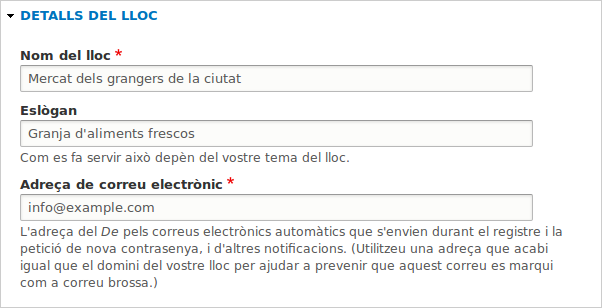 DETALLS DEL LLOC
Nom del lloc *
Mercat dels grangers de la ciutat
Eslògan
Granja d'aliments frescos
Com es fa servir això depèn del vostre tema del lloc.
Adreça de correu electrònic *
info@example.com
L'adreça del De pels correus electrònics automàtics que s'envien durant el registre i la
petició de nova contrasenya, i d'altres notificacions. (Utilitzeu una adreça que acabi
igual que el domini del vostre lloc per ajudar a prevenir que aquest correu es marqui
com a correu brossa.)